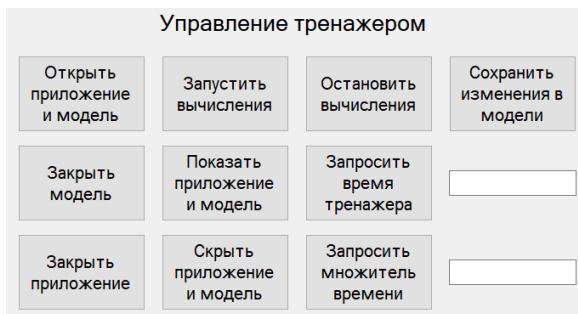 Управление тренажером
Открыть
приложение
и модель
Запустить
вычисления
Остановить
вычисления
Сохранить
изменения в
модели
Закрыть
модель
Показать
приложение
и модель
Запросить
время
тренажера
Закрыть
приложение
Скрыть
приложение
и модель
Запросить
множитель
времени